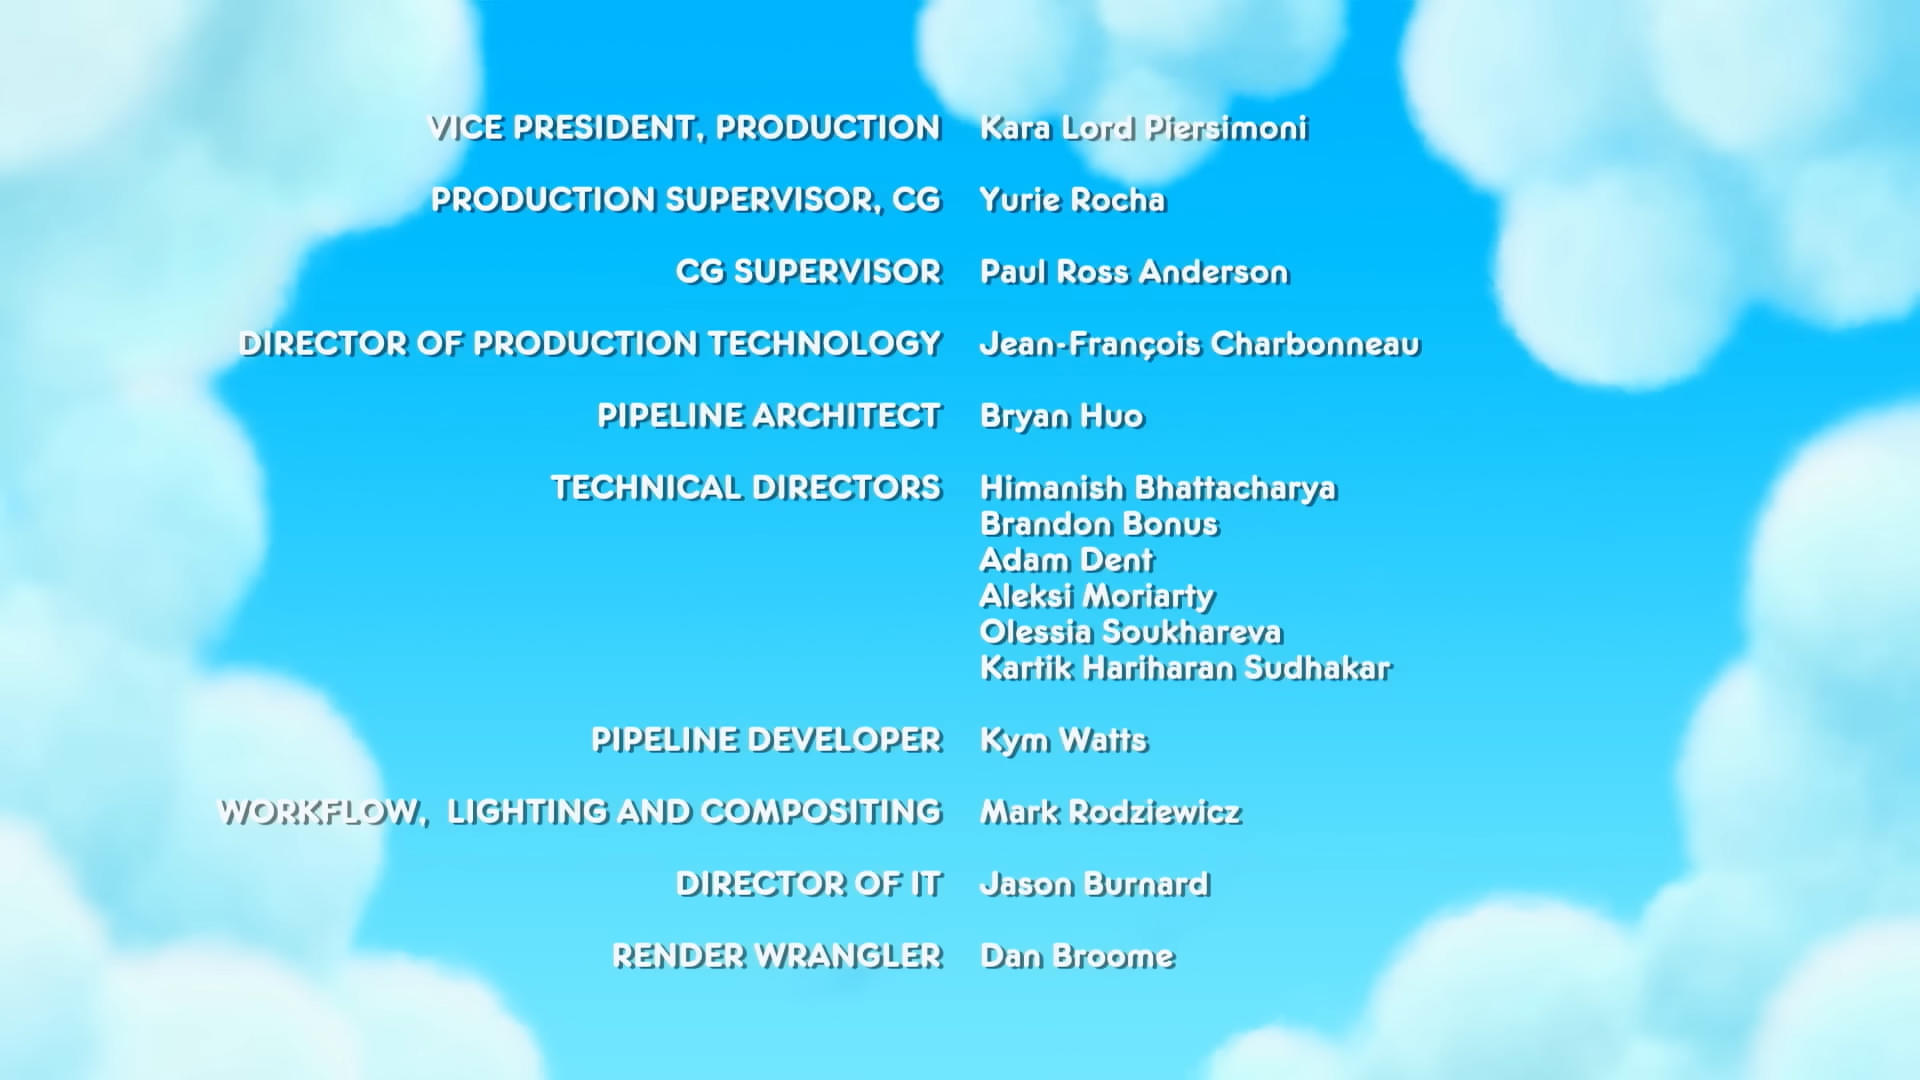 VICE PRESIDENT, PRODUCTION Kara Lord Piersimoni
PRODUCTION SUPERVISOR, CG Yurie Rocha
CG SUPERVISOR Paul Ross Anderson
DIRECTOR OF PRODUCTION TECHNOLOGY Jean-François Charbonneau
PIPELINE ARCHITECT Bryan Huo
TECHNICAL DIRECTORS Himanish Bhattacharya
Brandon Bonus
Adam Dent
Aleksi Moriarty
Olessia Soukhareva
Kartik Hariharan Sudhakar
PIPELINE DEVELOPER Kym Watts
WORKFLOW, LIGHTING AND COMPOSITING Mark Rodziewicz
DIRECTOR OF IT Jason Burnard
RENDER WRANGLER Dan Broome